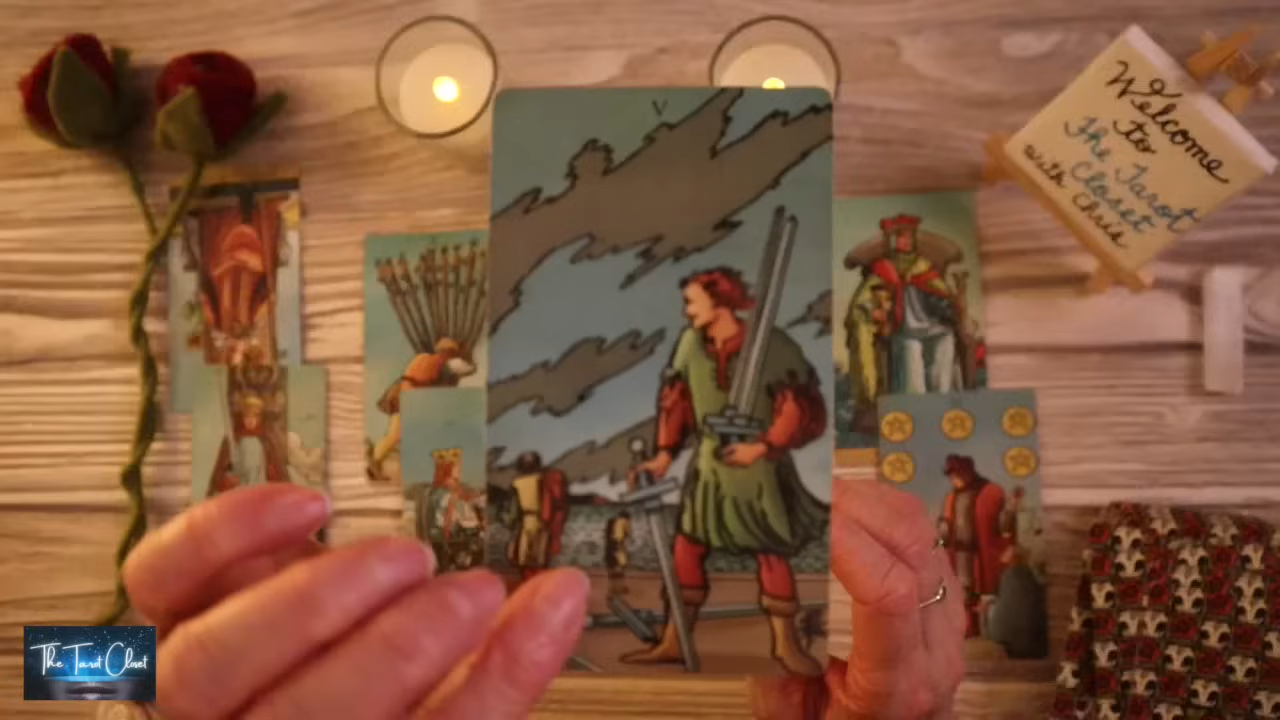 V
Welcome
to
The Tarot
Closet
with Chris
The Tarot Closet